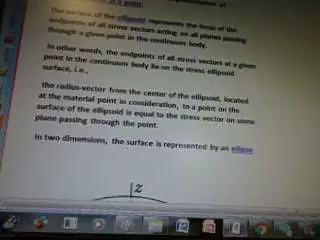 at a point.
The surface of the ellipsoid represents the locus of the
endpoints of all stress vectors acting on all planes passing
through a given point in the continuous body.
In other words, the endpoints of all stress vectors at a given
point in the continuous body lie on the stress ellipsoid
surface, i.e.,
the radius-vector from the center of the ellipsoid, located
at the material point in consideration, to a point on the
surface of the ellipsoid is equal to the stress vector on some
plane passing through the point.
In two dimensions, the surface is represented by an ellipse
z